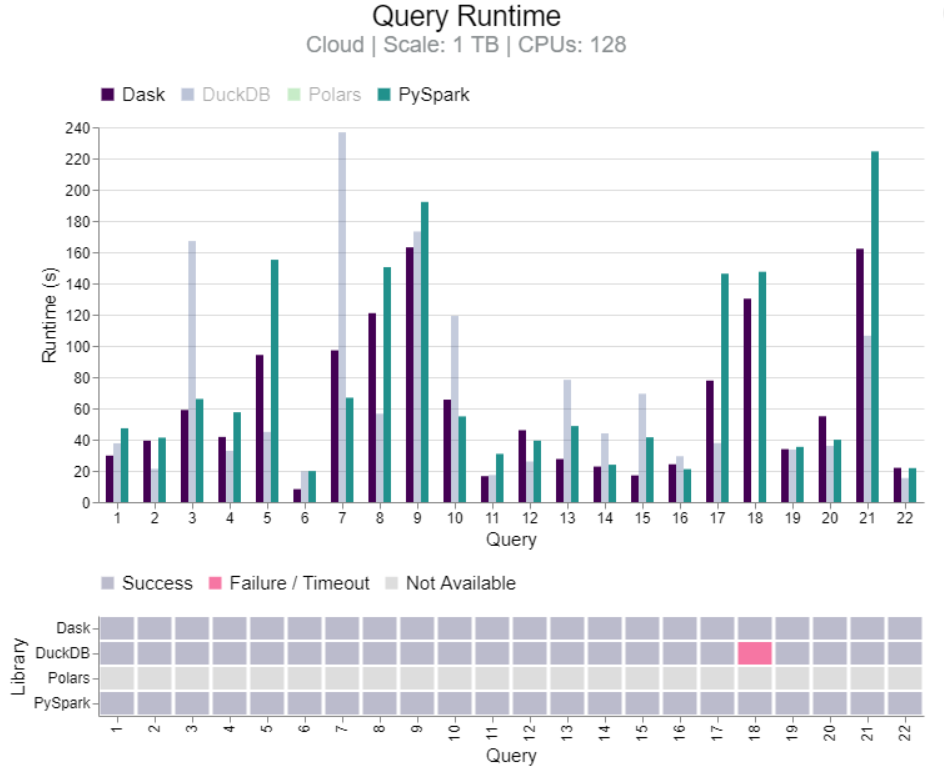 Query Runtime
Cloud | Scale: 1 TB | CPUs: 128
Dask DuckDB Polars PySpark
240
220
200
180
160
140
120
100
80
60
40
20
0
Runtime (s)
1 2 3 4 5 6 7 8 9 10 11 12 13 14 15 16 17 18 19 20 21 22
Query
Success Failure / Timeout Not Available
Library
Dask
DuckDB
Polars
PySpark
1 2 3 4 5 6 7 8 9 10 11 12 13 14 15 16 17 18 19 20 21 22
Query